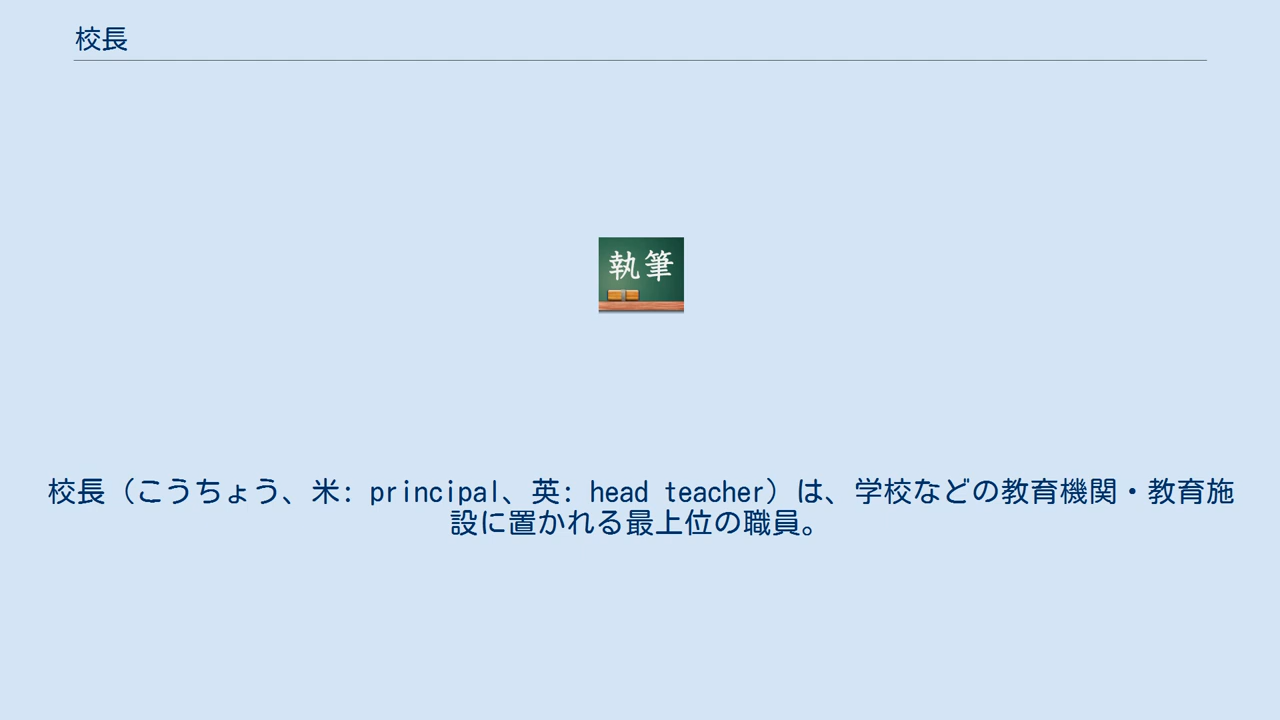 校長
執筆
校長（こうちょう、米: principal、英: head teacher）は、学校などの教育機関・教育施
設に置かれる最上位の職員。